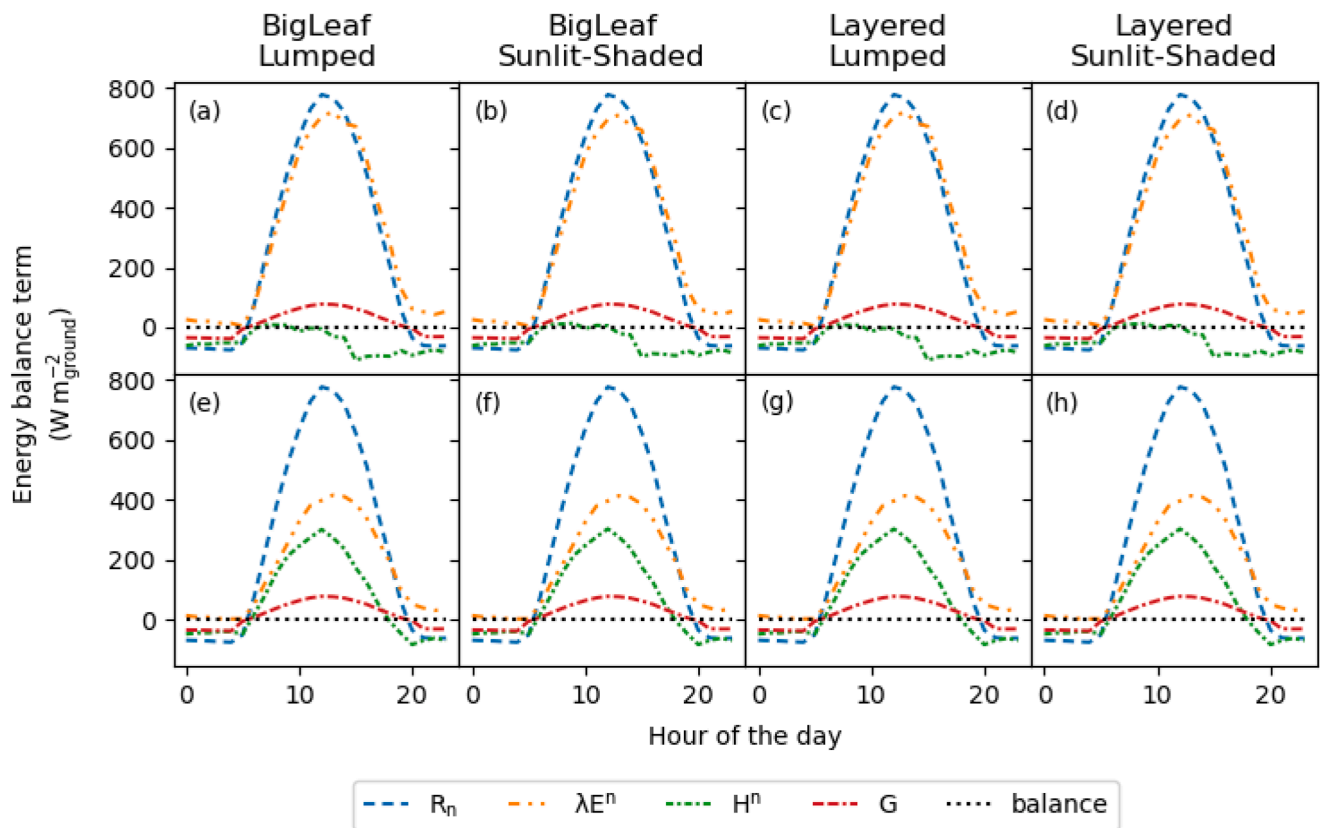 BigLeaf
Lumped
BigLeaf
Sunlit-Shaded
Layered
Lumped
Layered
Sunlit-Shaded
Energy balance term
(W m⁻²ground)
800
600
400
200
0
(a)
(b)
(c)
(d)
800
600
400
200
0
(e)
(f)
(g)
(h)
0 10 20 0 10 20 0 10 20 0 10 20
Hour of the day
Rn λEⁿ Hⁿ G balance